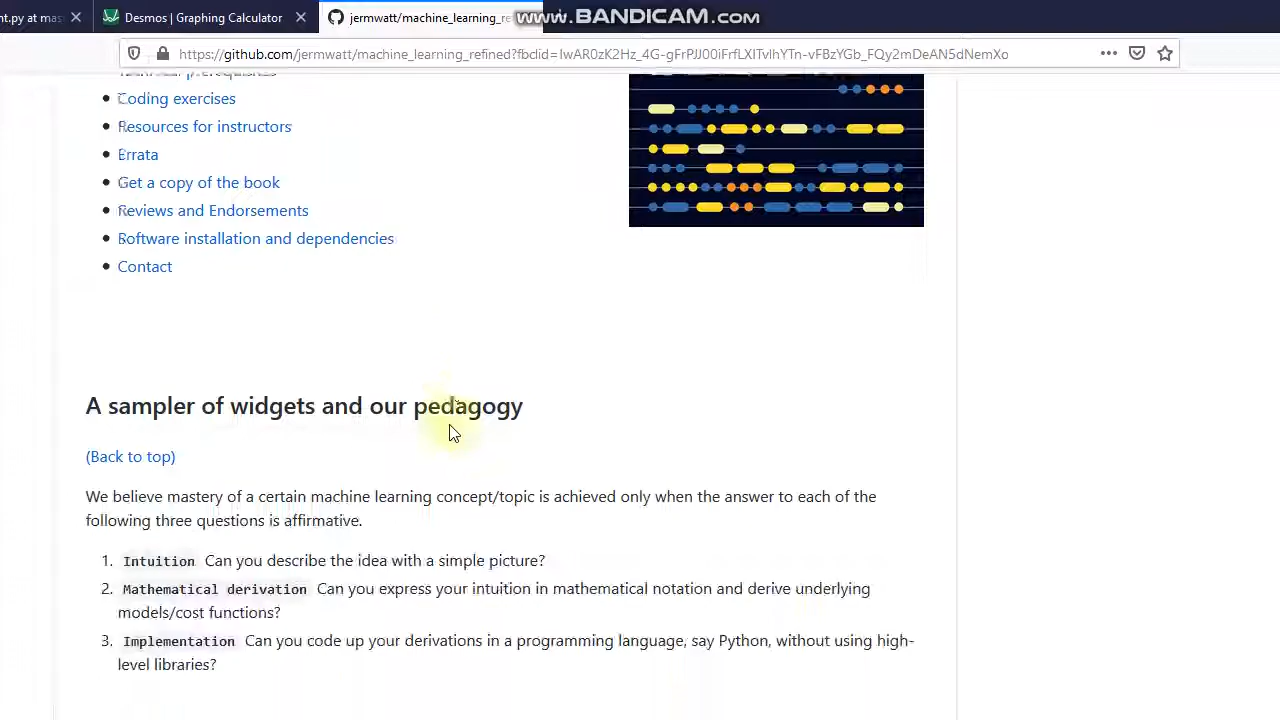 nt.py at mas
Desmos | Graphing Calculator
jermwatt/machine_learning_re
www.BANDICAM.com
https://github.com/jermwatt/machine_learning_refined?fbclid=IwAR0zK2Hz_4G-gFrPJJ00iFrfLXITvlhYTn-vFBzYGb_FQy2mDeAN5dNemXo
Coding exercises
Resources for instructors
Errata
Get a copy of the book
Reviews and Endorsements
Software installation and dependencies
Contact
A sampler of widgets and our pedagogy
(Back to top)
We believe mastery of a certain machine learning concept/topic is achieved only when the answer to each of the
following three questions is affirmative.
1. Intuition Can you describe the idea with a simple picture?
2. Mathematical derivation Can you express your intuition in mathematical notation and derive underlying
models/cost functions?
3. Implementation Can you code up your derivations in a programming language, say Python, without using high-
level libraries?